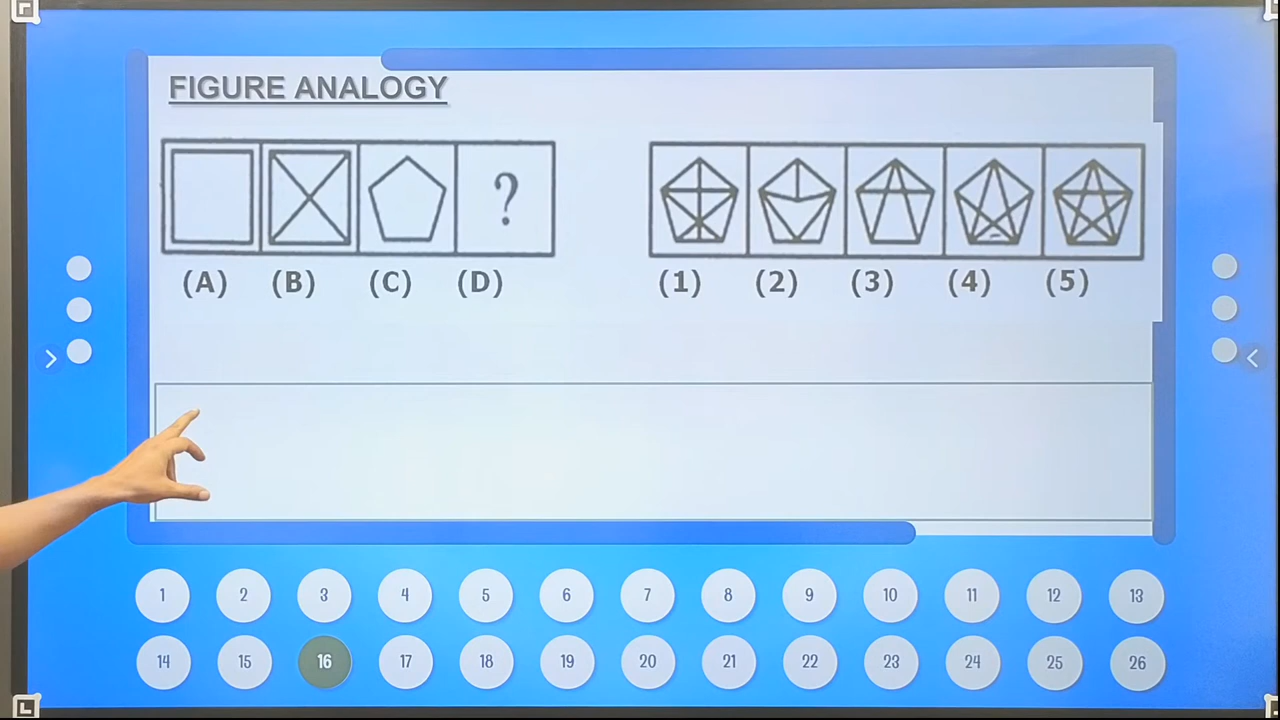 FIGURE ANALOGY
?
(A) (B) (C) (D) (1) (2) (3) (4) (5)
1 2 3 4 5 6 7 8 9 10 11 12 13
14 15 16 17 18 19 20 21 22 23 24 25 26